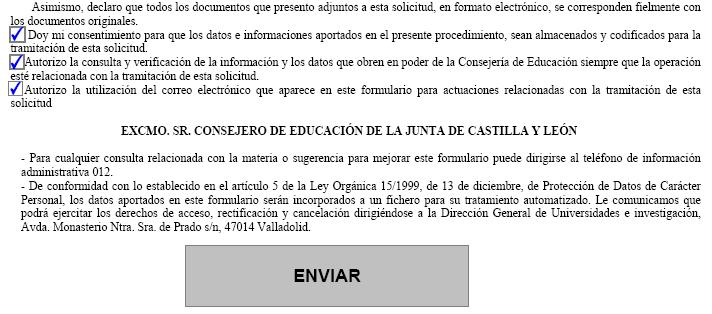 Asimismo, declaro que todos los documentos que presento adjuntos a esta solicitud, en formato electrónico, se corresponden fielmente con
los documentos originales.
Doy mi consentimiento para que los datos e informaciones aportados en el presente procedimiento, sean almacenados y codificados para la
tramitación de esta solicitud.
Autorizo la consulta y verificación de la información y los datos que obren en poder de la Consejería de Educación siempre que la operación
esté relacionada con la tramitación de esta solicitud.
Autorizo la utilización del correo electrónico que aparece en este formulario para actuaciones relacionadas con la tramitación de esta
solicitud
EXCMO. SR. CONSEJERO DE EDUCACIÓN DE LA JUNTA DE CASTILLA Y LEÓN
- Para cualquier consulta relacionada con la materia o sugerencia para mejorar este formulario puede dirigirse al teléfono de información
administrativa 012.
- De conformidad con lo establecido en el artículo 5 de la Ley Orgánica 15/1999, de 13 de diciembre, de Protección de Datos de Carácter
Personal, los datos aportados en este formulario serán incorporados a un fichero para su tratamiento automatizado. Le comunicamos que
podrá ejercitar los derechos de acceso, rectificación y cancelación dirigiéndose a la Dirección General de Universidades e investigación,
Avda. Monasterio Ntra. Sra. de Prado s/n, 47014 Valladolid.
ENVIAR